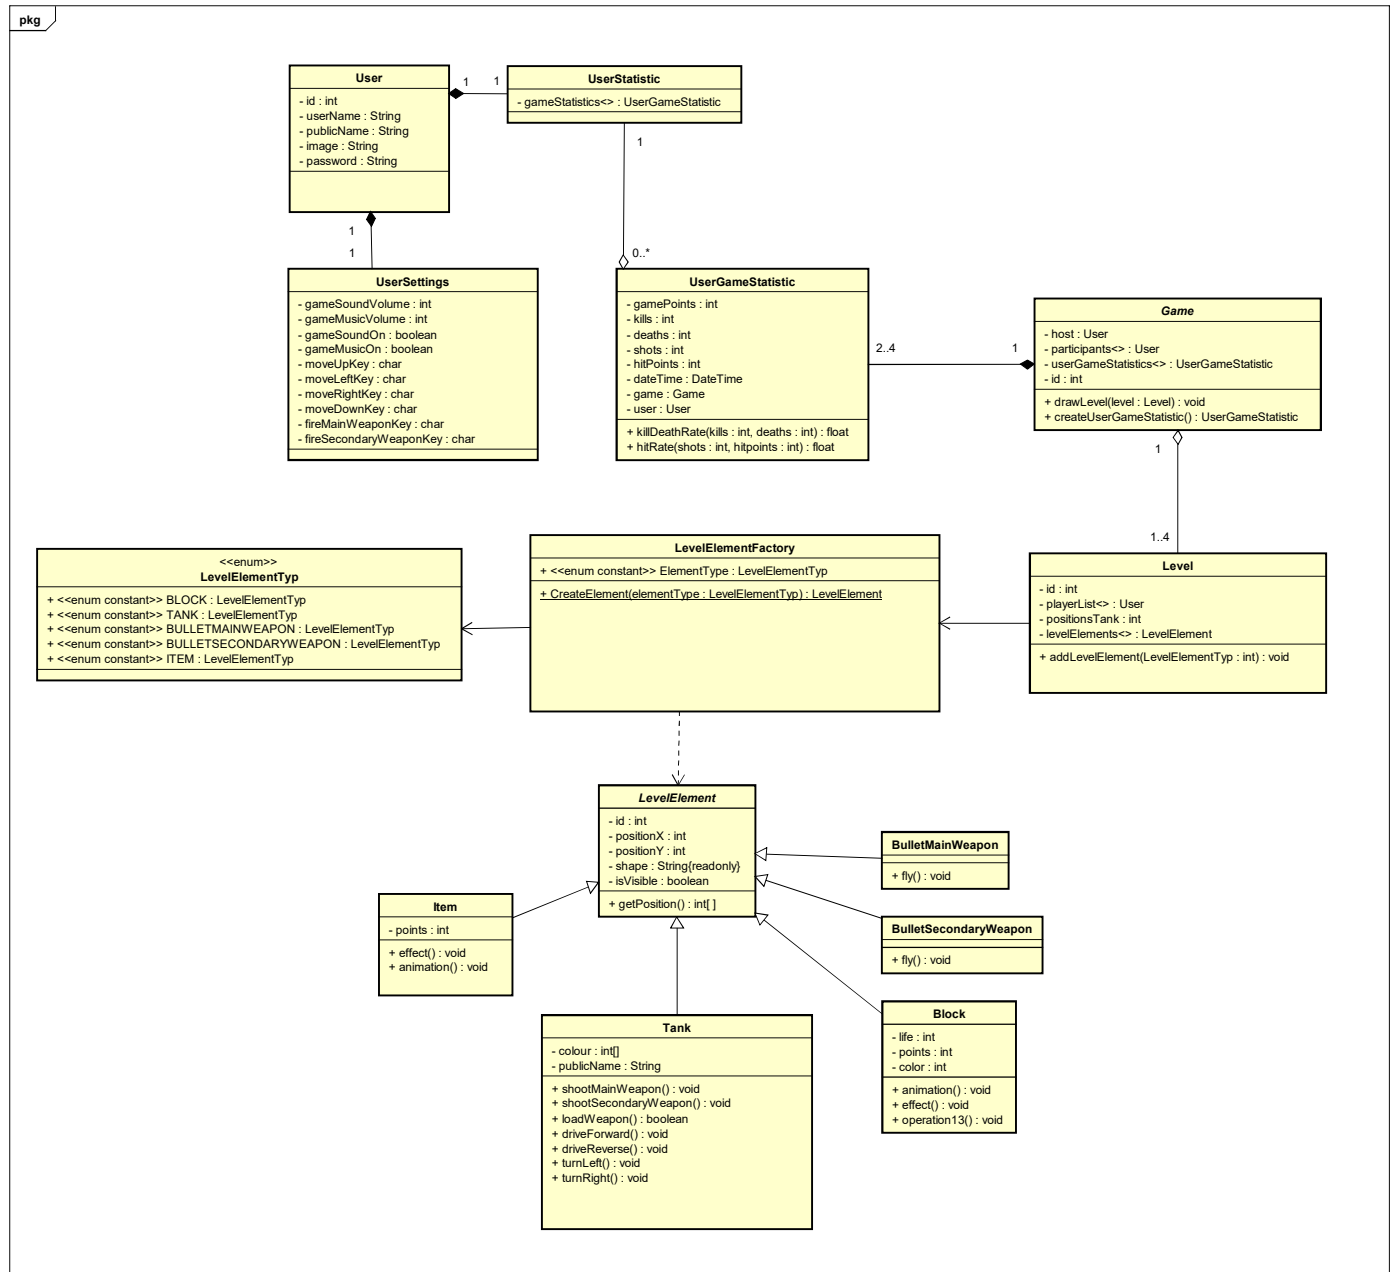 pkg
User
- id : int
- userName : String
- publicName : String
- image : String
- password : String
1
1
UserStatistic
- gameStatistics<> : UserGameStatistic
1
0..*
1
1
UserSettings
- gameSoundVolume : int
- gameMusicVolume : int
- gameSoundOn : boolean
- gameMusicOn : boolean
- moveUpKey : char
- moveLeftKey : char
- moveRightKey : char
- moveDownKey : char
- fireMainWeaponKey : char
- fireSecondaryWeaponKey : char
UserGameStatistic
- gamePoints : int
- kills : int
- deaths : int
- shots : int
- hitPoints : int
- dateTime : DateTime
- game : Game
- user : User
+ killDeathRate(kills : int, deaths : int) : float
+ hitRate(shots : int, hitpoints : int) : float
2..4
1
Game
- host : User
- participants<> : User
- userGameStatistics<> : UserGameStatistic
- id : int
+ drawLevel(level : Level) : void
+ createUserGameStatistic() : UserGameStatistic
1
1..4
<<enum>>
LevelElementTyp
+ <<enum constant>> BLOCK : LevelElementTyp
+ <<enum constant>> TANK : LevelElementTyp
+ <<enum constant>> BULLETMAINWEAPON : LevelElementTyp
+ <<enum constant>> BULLETSECONDARYWEAPON : LevelElementTyp
+ <<enum constant>> ITEM : LevelElementTyp
LevelElementFactory
+ <<enum constant>> ElementType : LevelElementTyp
+ CreateElement(elementType : LevelElementTyp) : LevelElement
Level
- id : int
- playerList<> : User
- positionsTank : int
- levelElements<> : LevelElement
+ addLevelElement(LevelElementTyp : int) : void
LevelElement
- id : int
- positionX : int
- positionY : int
- shape : String{readonly}
- isVisible : boolean
+ getPosition() : int[ ]
BulletMainWeapon
+ fly() : void
Item
- points : int
+ effect() : void
+ animation() : void
BulletSecondaryWeapon
+ fly() : void
Tank
- colour : int[]
- publicName : String
+ shootMainWeapon() : void
+ shootSecondaryWeapon() : void
+ loadWeapon() : boolean
+ driveForward() : void
+ driveReverse() : void
+ turnLeft() : void
+ turnRight() : void
Block
- life : int
- points : int
- color : int
+ animation() : void
+ effect() : void
+ operation13() : void